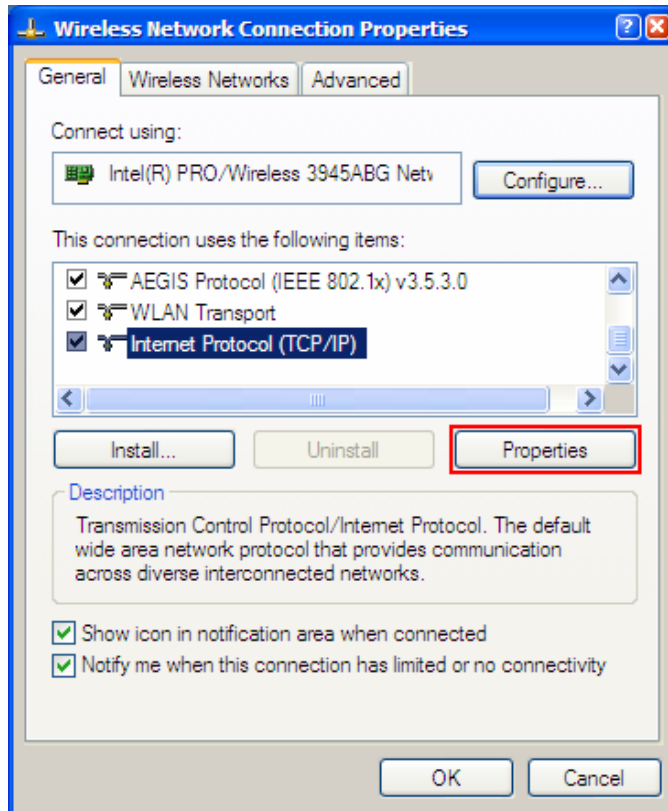 Wireless Network Connection Properties
General Wireless Networks Advanced
Connect using:
Intel(R) PRO/Wireless 3945ABG Netv
Configure...
This connection uses the following items:
AEGIS Protocol (IEEE 802.1x) v3.5.3.0
WLAN Transport
Internet Protocol (TCP/IP)
Install... Uninstall Properties
Description
Transmission Control Protocol/Internet Protocol. The default
wide area network protocol that provides communication
across diverse interconnected networks.
Show icon in notification area when connected
Notify me when this connection has limited or no connectivity
OK Cancel